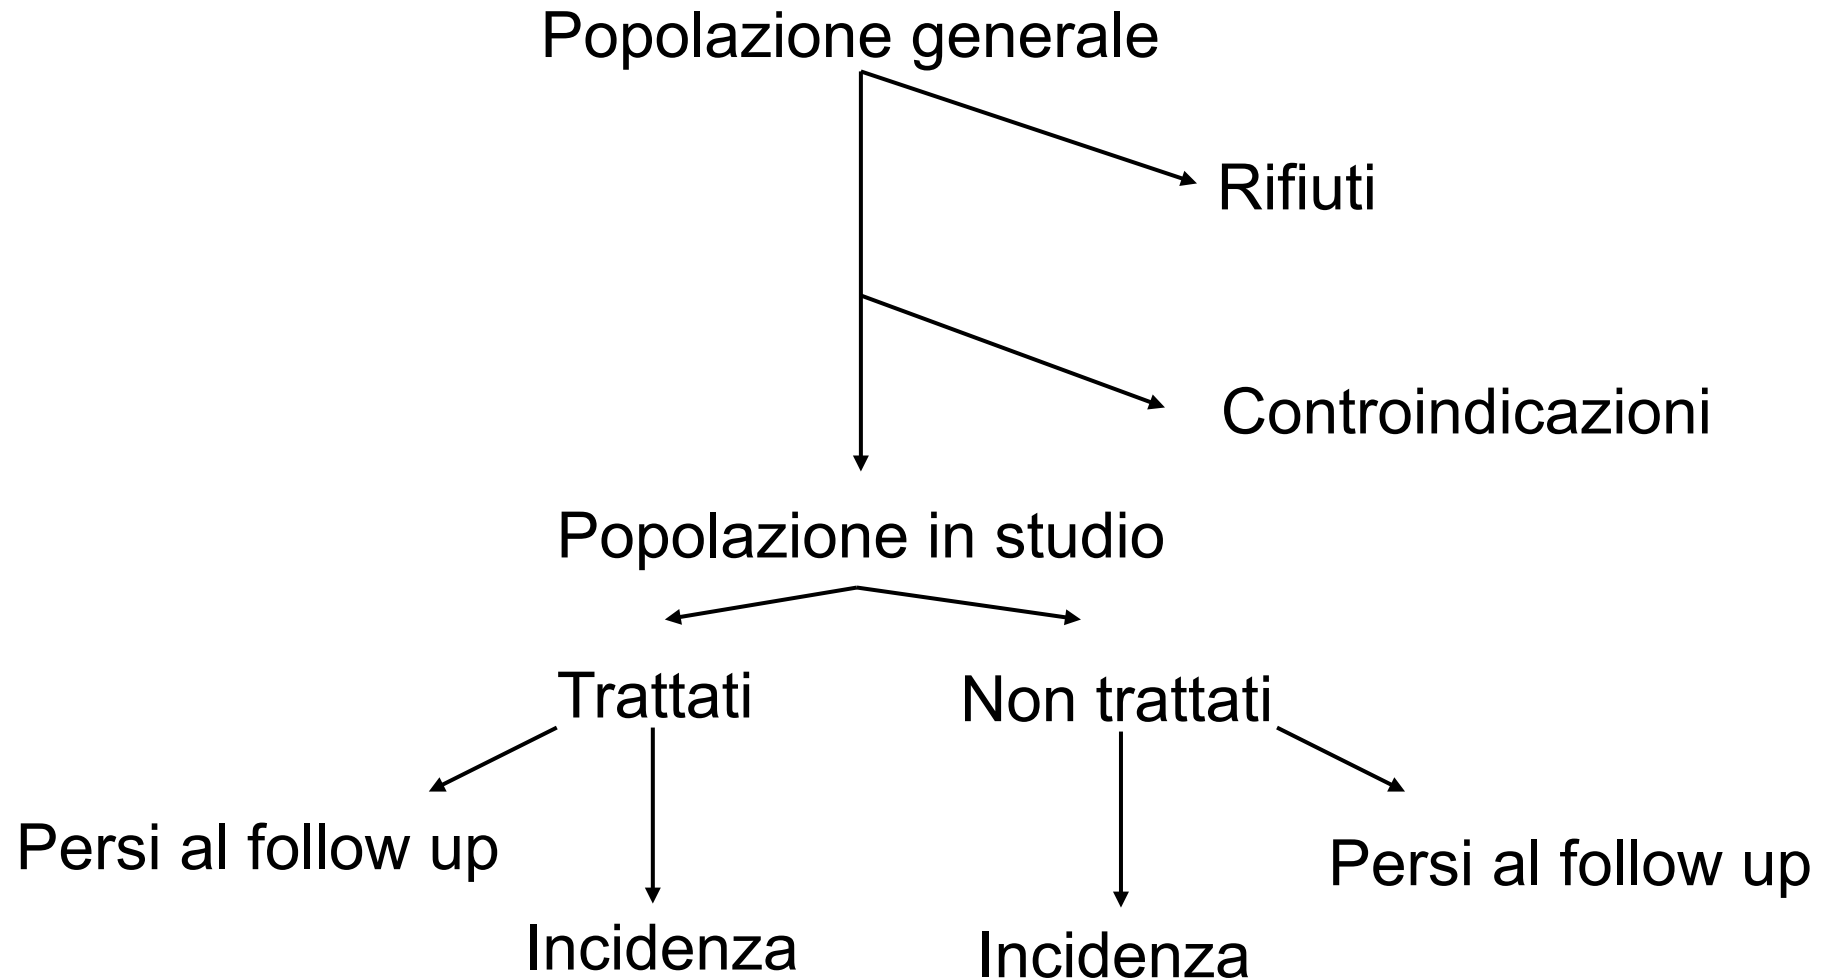 Popolazione generale
Rifiuti
Controindicazioni
Popolazione in studio
Trattati
Non trattati
Persi al follow up
Persi al follow up
Incidenza
Incidenza